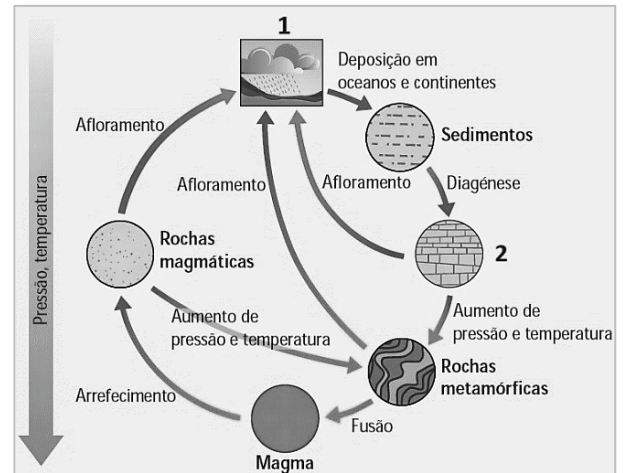 1
Deposição em
oceanos e continentes
Afloramento
Sedimentos
Afloramento
Afloramento
Diagénese
Pressão, temperatura
Rochas
magmáticas
2
Aumento de
pressão e temperatura
Aumento de
pressão e temperatura
Arrefecimento
Rochas
metamórficas
Fusão
Magma